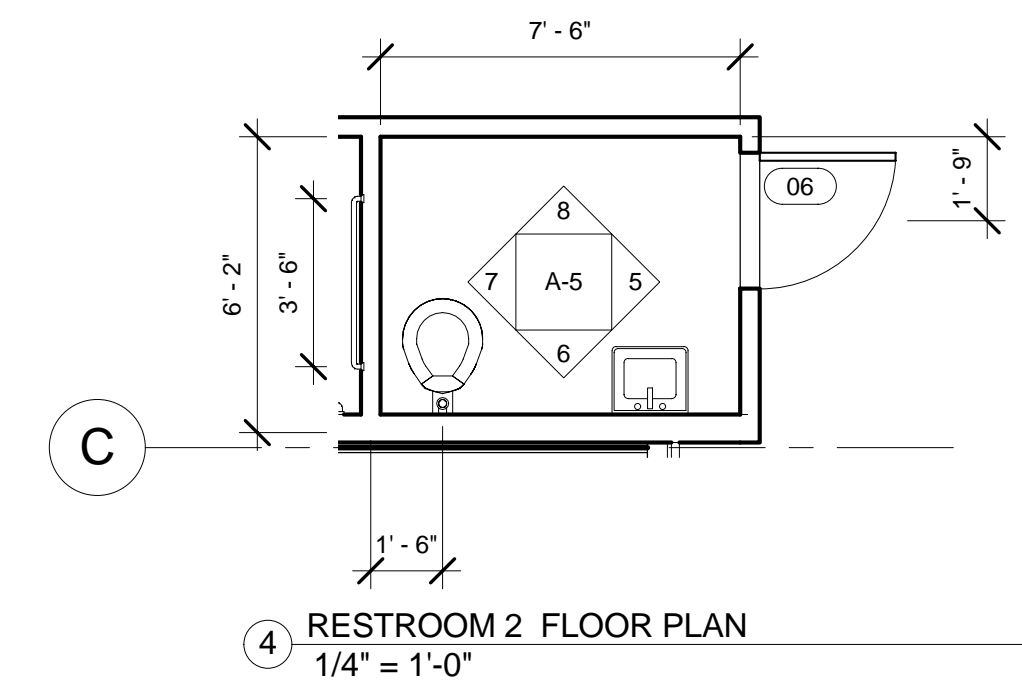 7' - 6"
06
1' - 9"
8
7
A-5
5
6
6' - 2"
3' - 6"
C
1' - 6"
4
RESTROOM 2 FLOOR PLAN
1/4" = 1'-0"